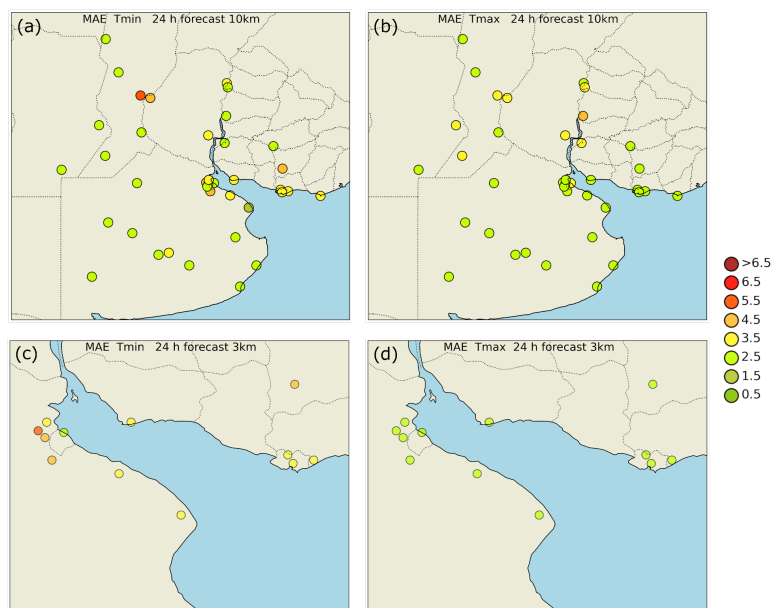 (a) MAE Tmin 24 h forecast 10km
(b) MAE Tmax 24 h forecast 10km
(c) MAE Tmin 24 h forecast 3km
(d) MAE Tmax 24 h forecast 3km
>6.5
6.5
5.5
4.5
3.5
2.5
1.5
0.5